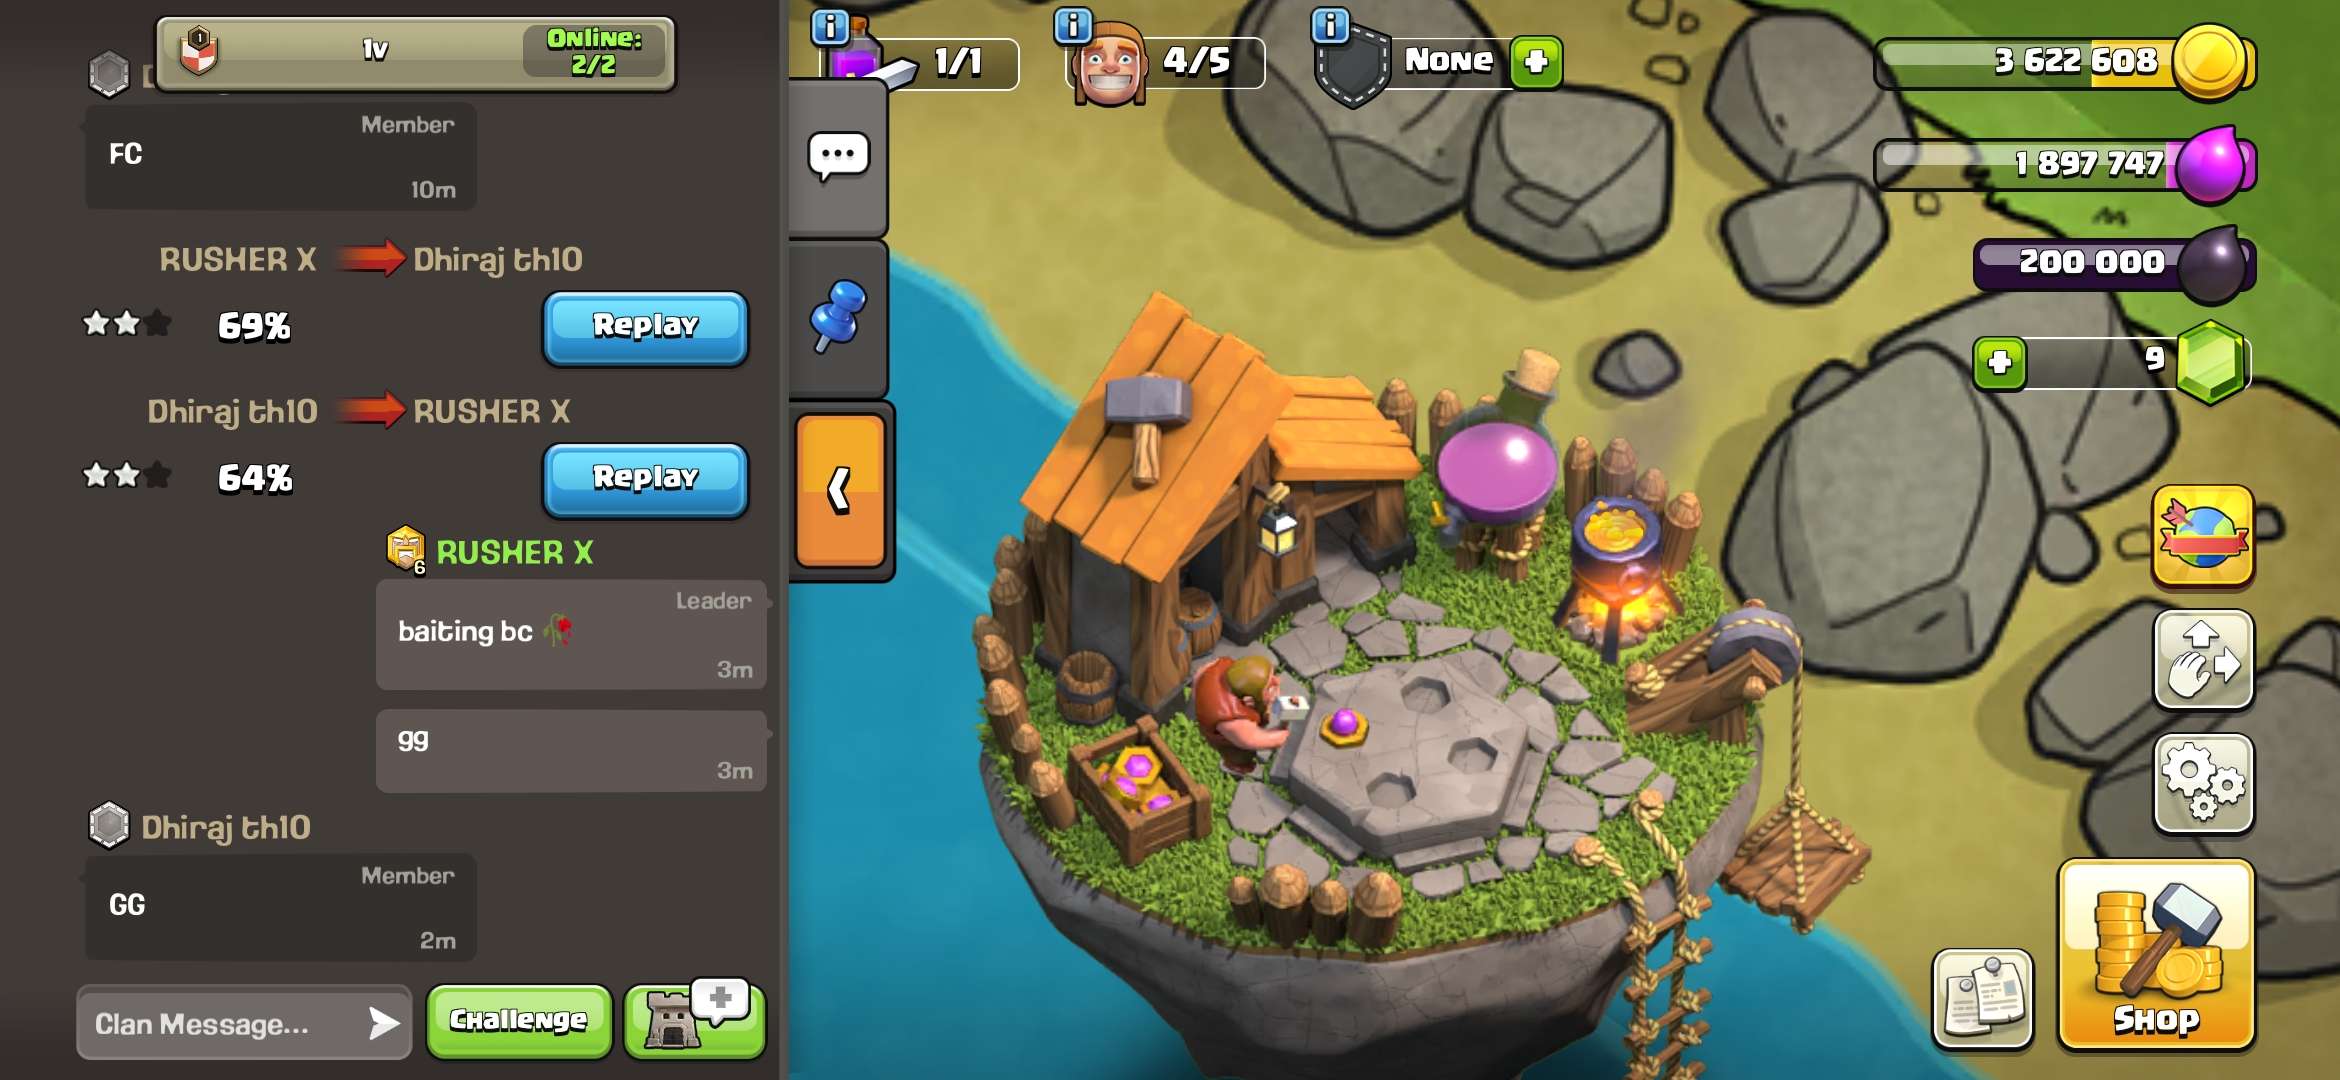 1v
Online:
2/2
Member
FC
10m
RUSHER X
Dhiraj th10
69%
Replay
Dhiraj th10
RUSHER X
64%
Replay
6
RUSHER X
Leader
baiting bc 🥀
3m
gg
3m
Dhiraj th10
Member
GG
2m
Clan Message...
Challenge
1/1
4/5
None
3 622 608
1 897 747
200 000
9
Shop